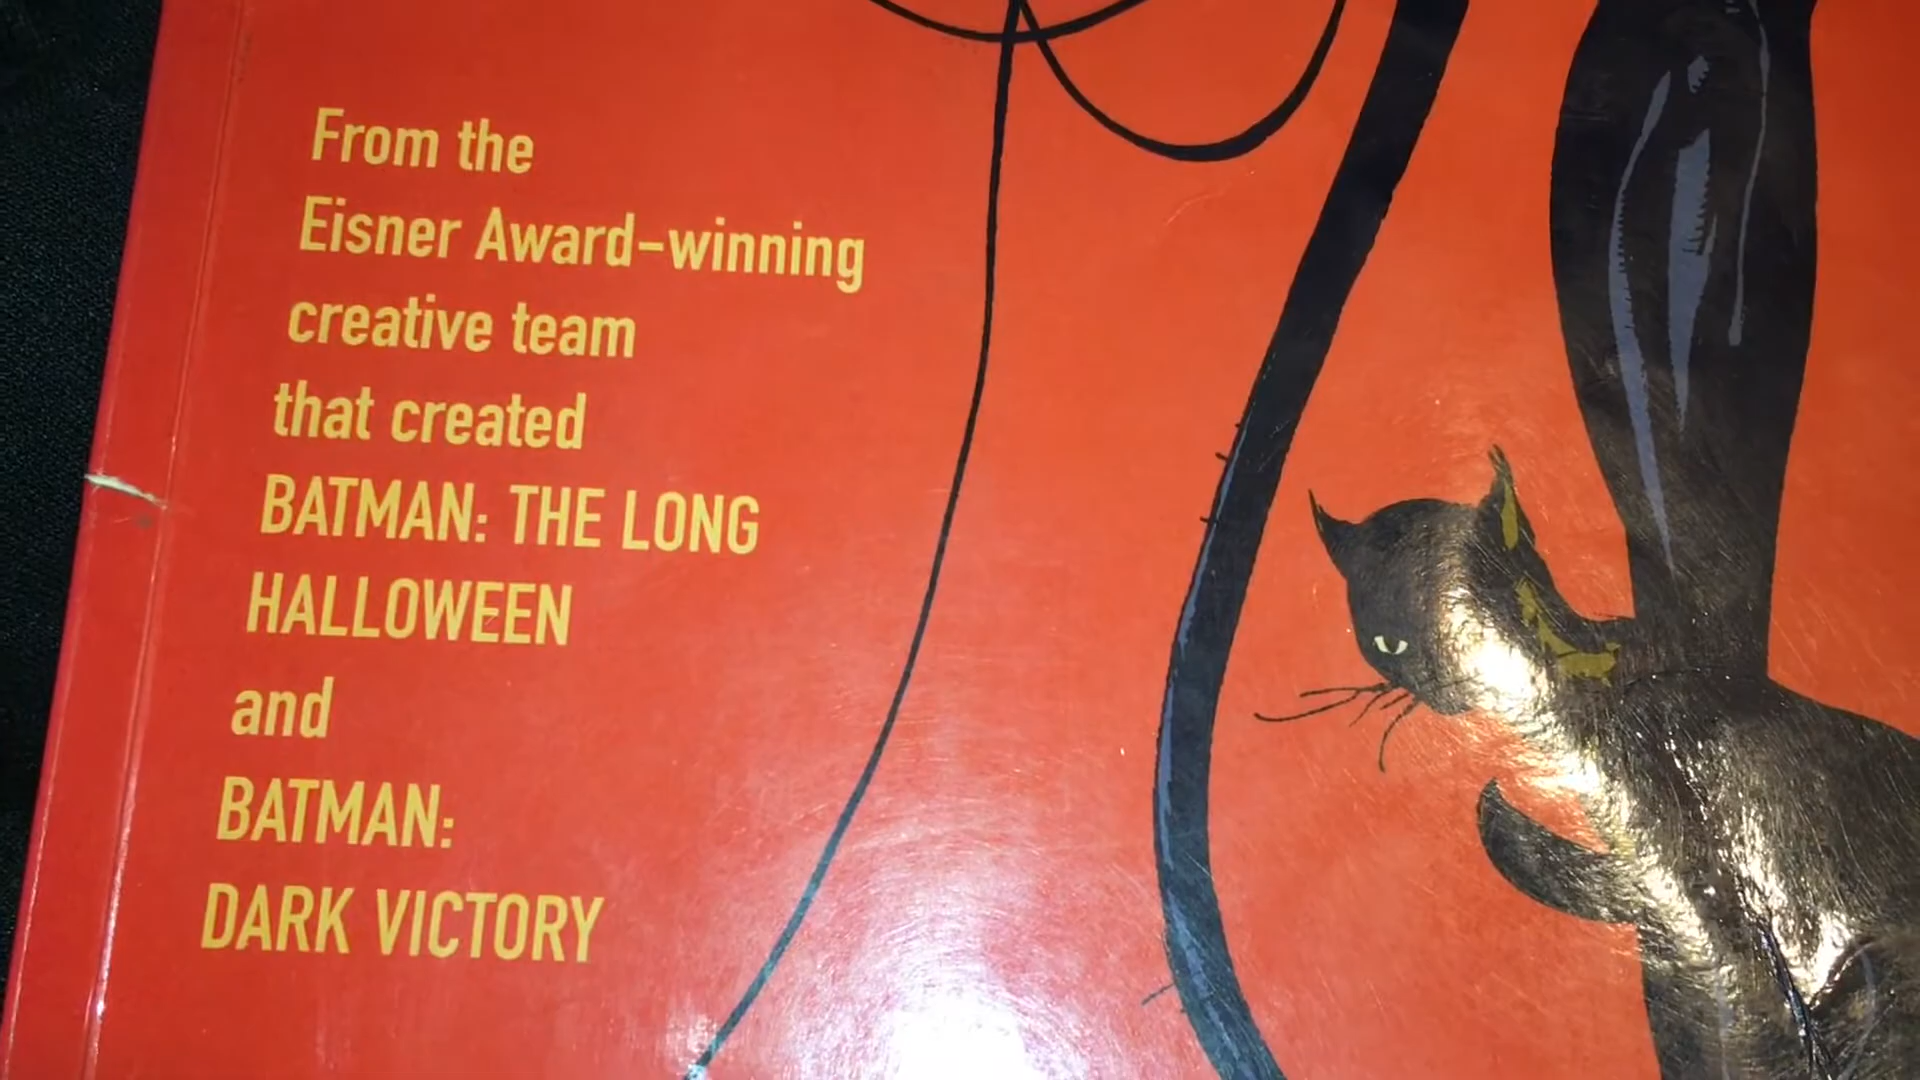 From the
Eisner Award-winning
creative team
that created
BATMAN: THE LONG
HALLOWEEN
and
BATMAN:
DARK VICTORY